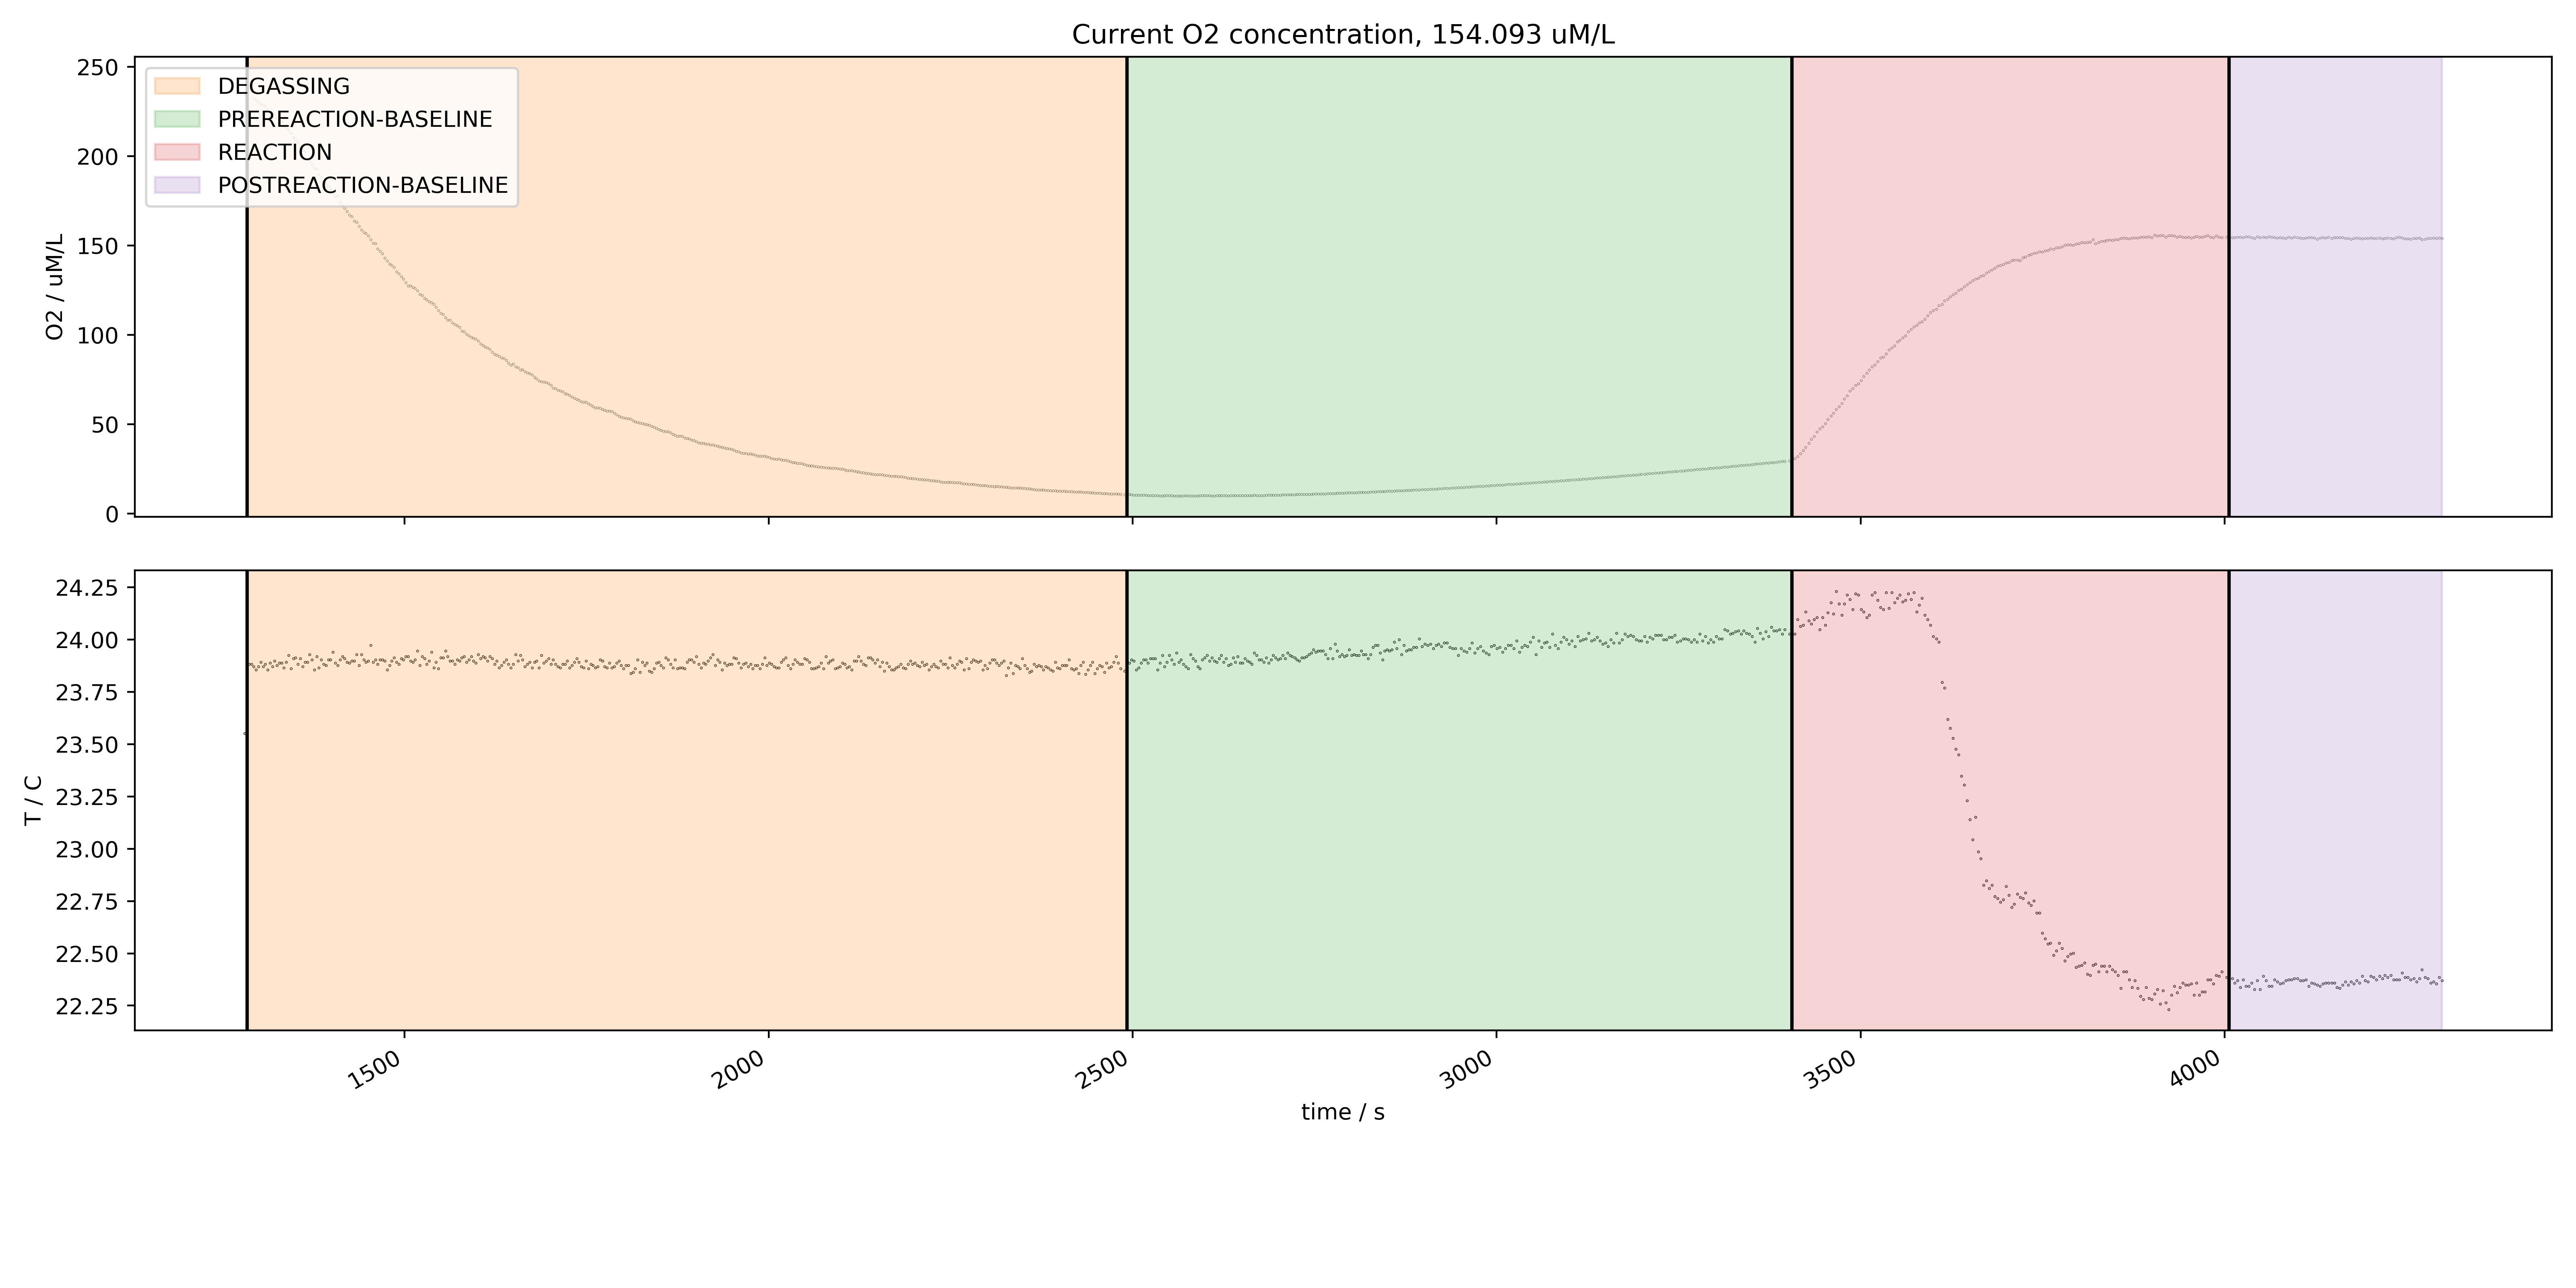 Current O2 concentration, 154.093 uM/L
250
200
150
100
50
0
O2 / uM/L
DEGASSING
PREREACTION-BASELINE
REACTION
POSTREACTION-BASELINE
24.25
24.00
23.75
23.50
23.25
23.00
22.75
22.50
22.25
T / C
1500
2000
2500
3000
3500
4000
time / s